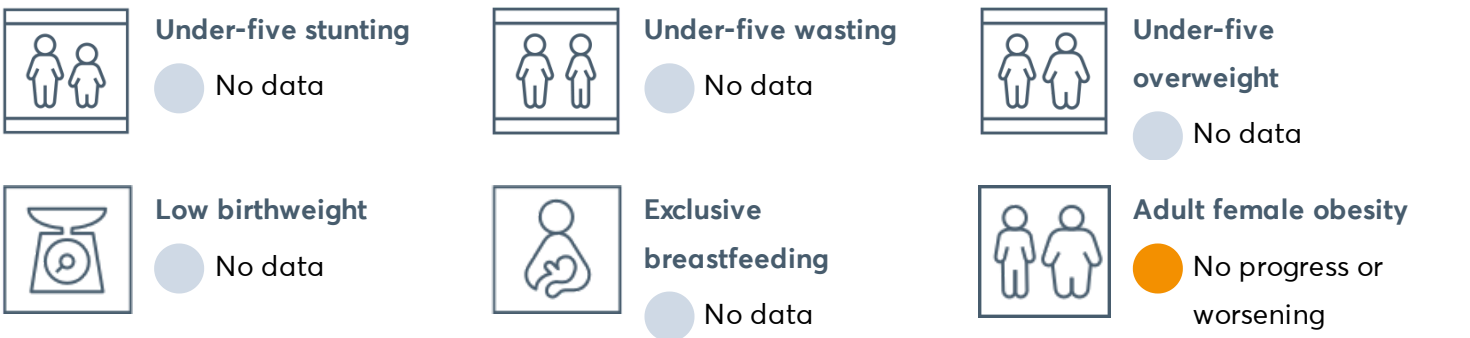 Under-five stunting
No data
Under-five wasting
No data
Under-five
overweight
No data
Low birthweight
No data
Exclusive
breastfeeding
No data
Adult female obesity
No progress or
worsening